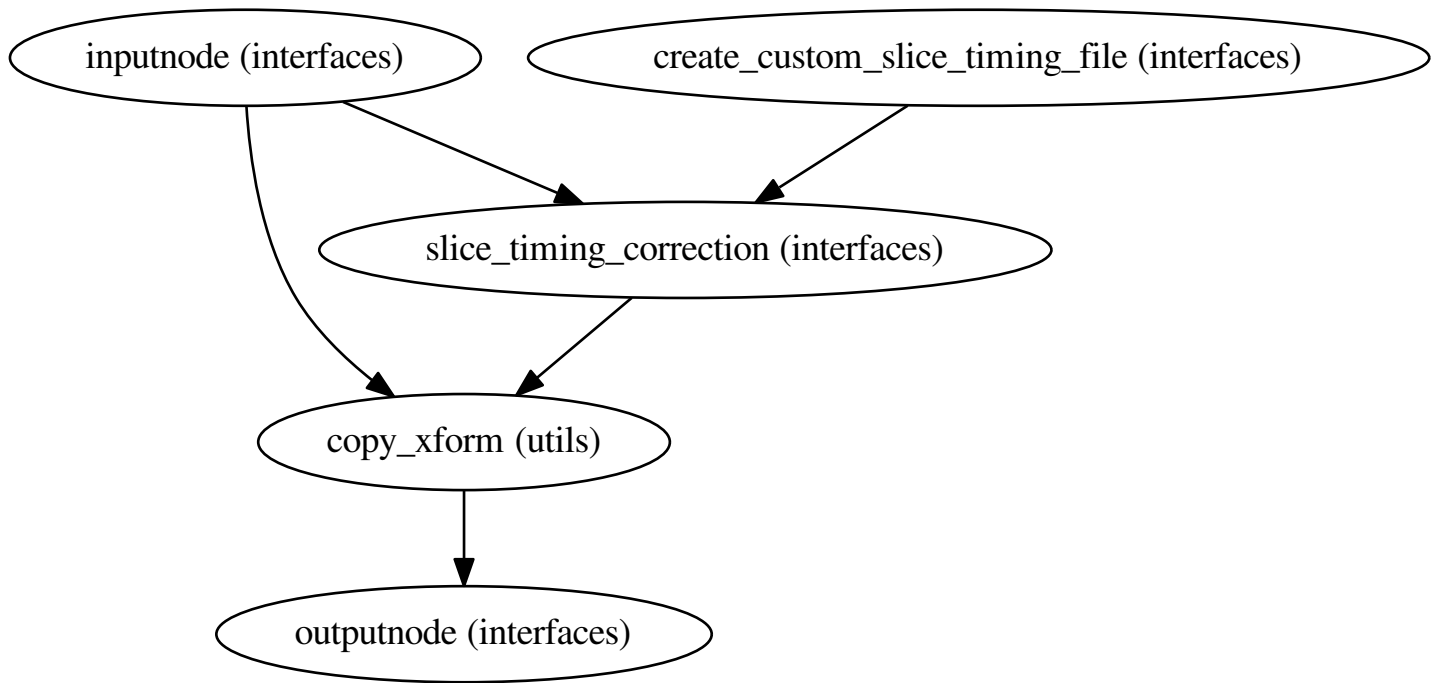 inputnode (interfaces)
create_custom_slice_timing_file (interfaces)
slice_timing_correction (interfaces)
copy_xform (utils)
outputnode (interfaces)